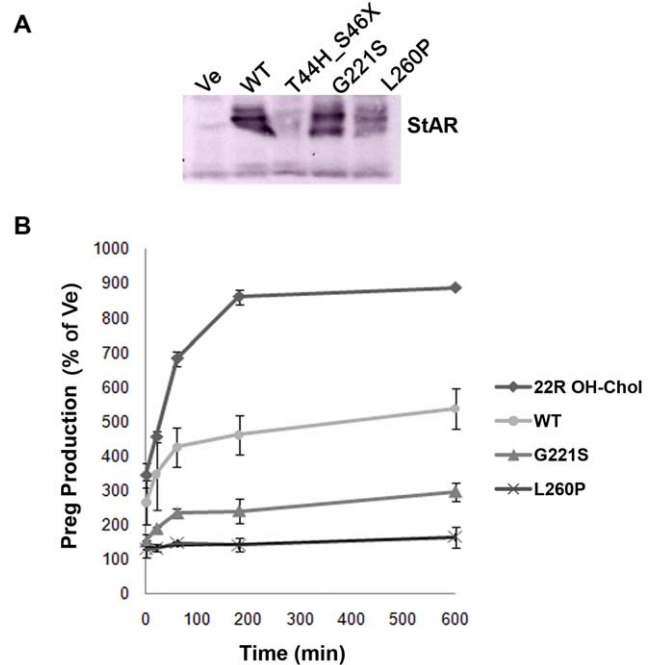 A
Ve
WT
T44H_S46X
G221S
L260P
StAR
B
Preg Production (% of Ve)
1000
900
800
700
600
500
400
300
200
100
0
0 100 200 300 400 500 600
Time (min)
22R OH-Chol
WT
G221S
L260P